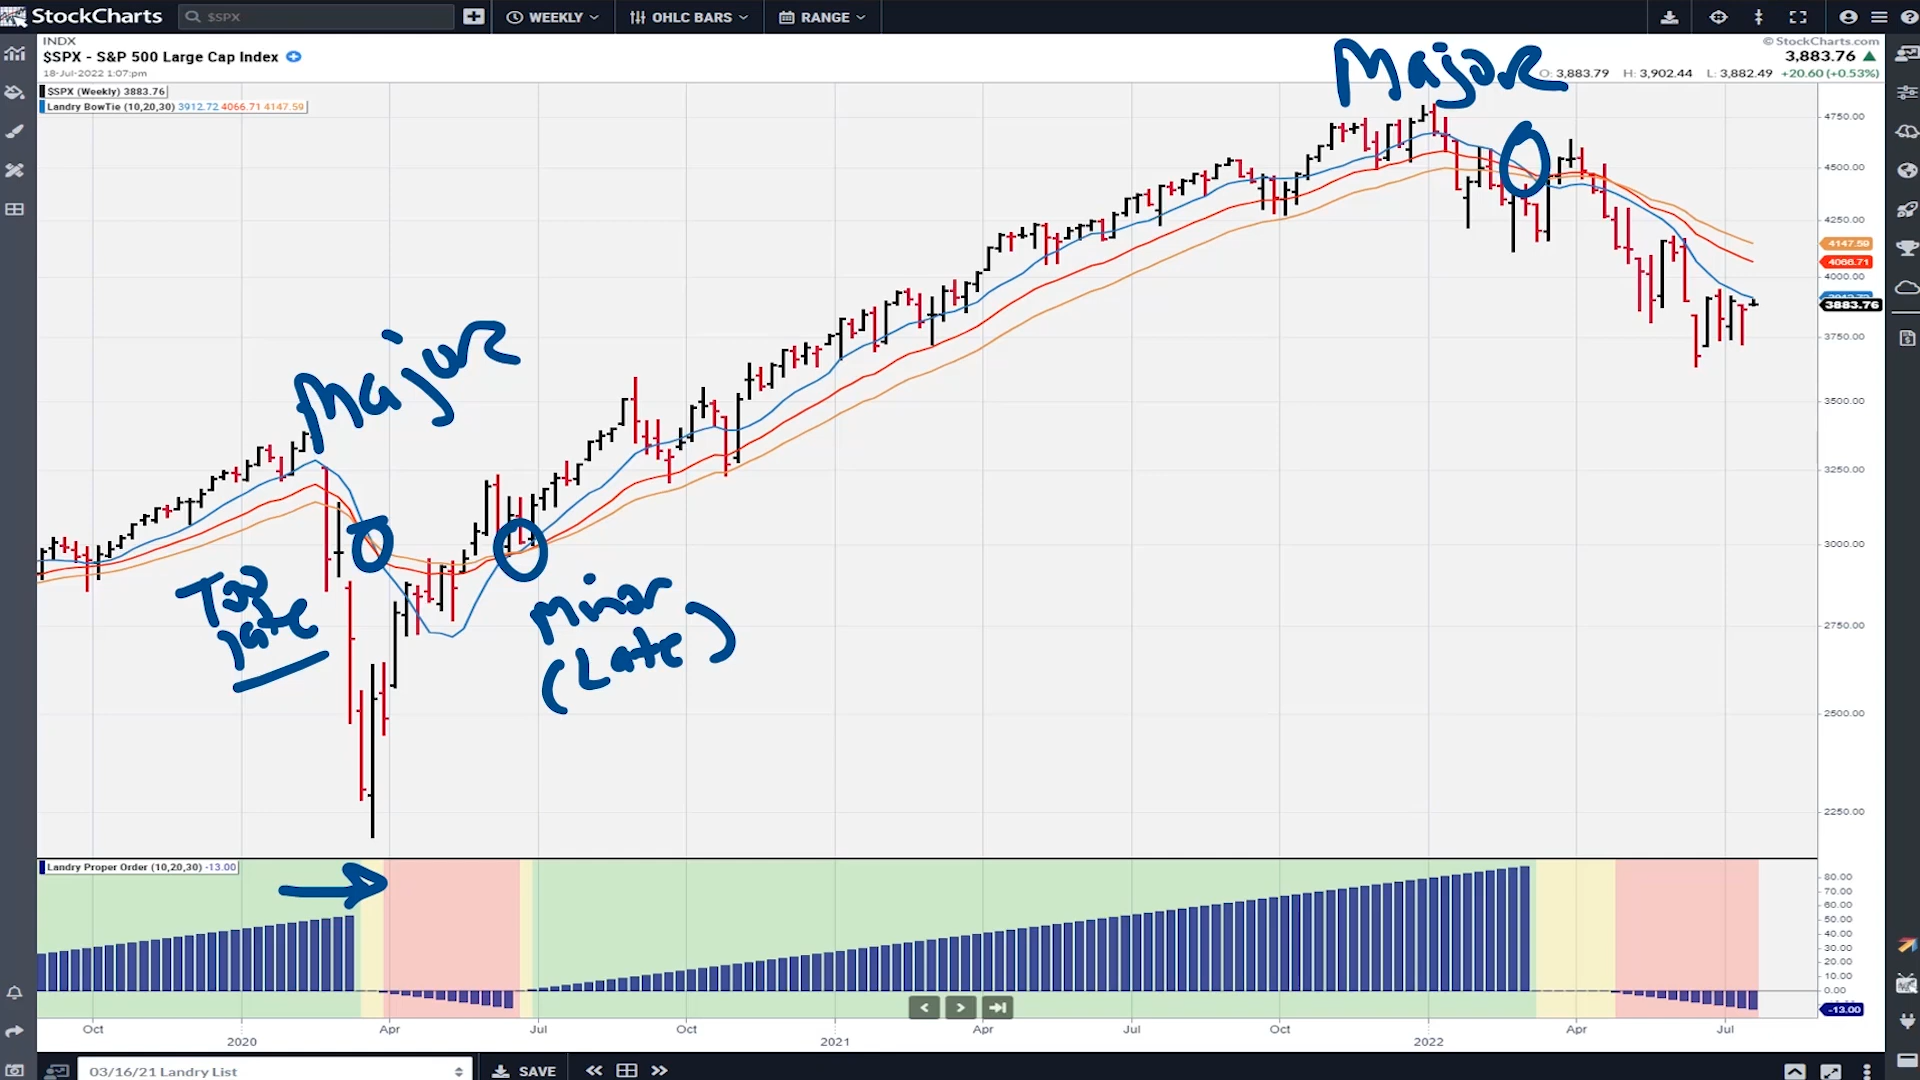 StockCharts
$SPX
WEEKLY
OHLC BARS
RANGE
INDX
$SPX - S&P 500 Large Cap Index
18-Jul-2022 1:07pm
© StockCharts.com
3,883.76
O: 3,883.79 H: 3,902.44 L: 3,882.49 +20.60 (+0.53%)
$SPX (Weekly) 3883.76
Landry BowTie (10,20,30) 3912.72 4066.71 4147.59
Major
Major
Too
late
Minor
(Late)
4750.00
4500.00
4250.00
4147.59
4066.71
4000.00
3883.76
3750.00
3500.00
3250.00
3000.00
2750.00
2500.00
2250.00
Landry Proper Order (10,20,30) -13.00
80.00
70.00
60.00
50.00
40.00
30.00
20.00
10.00
0.00
-13.00
Oct
Apr
Jul
Oct
Apr
Jul
Oct
Apr
Jul
2020
2021
2022
03/16/21 Landry List
SAVE